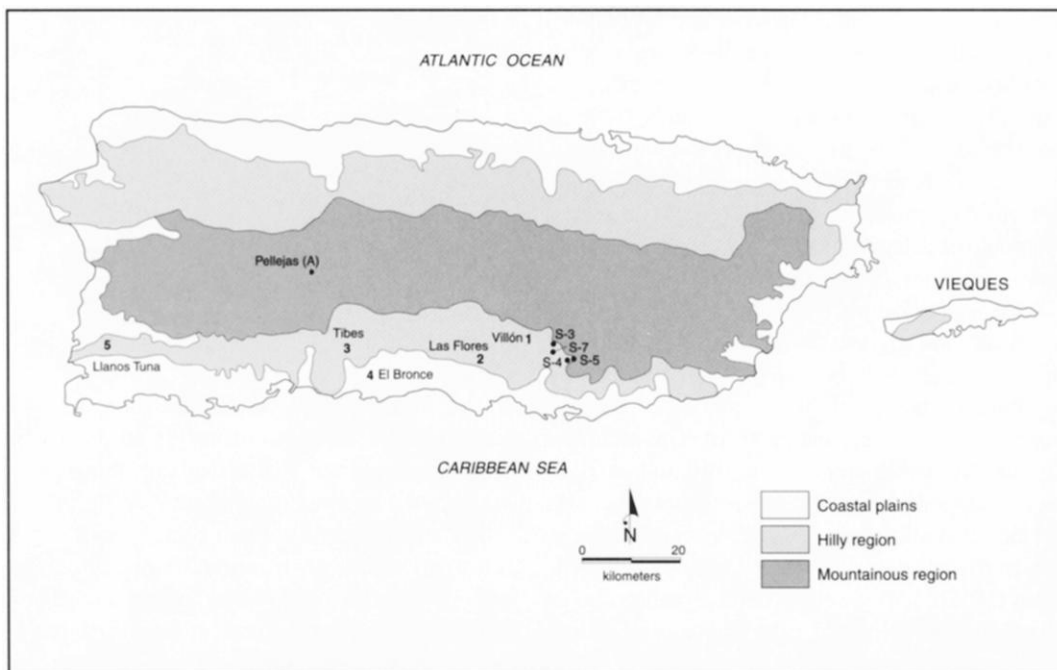 ATLANTIC OCEAN
Pellejas (A)
VIEQUES
Tibes
3
Las Flores
2
Villón 1
S-3
S-7
S-4
S-5
5
Llanos Tuna
4 El Bronce
CARIBBEAN SEA
N
0 20
kilometers
Coastal plains
Hilly region
Mountainous region